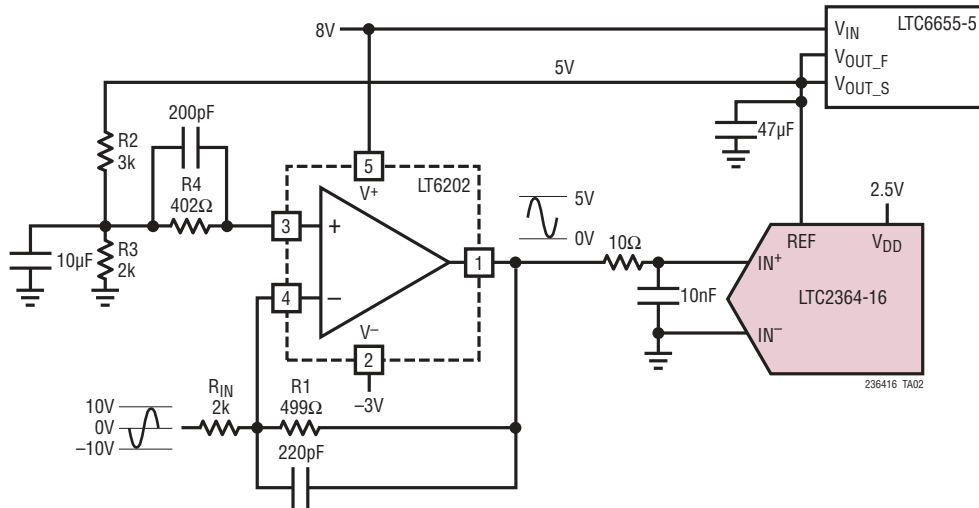 LTC6655-5
8V
VIN
VOUT_F
5V
VOUT_S
200pF
47µF
R2
3k
5
LT6202
R4
402Ω
V+
2.5V
5V
3
+
0V
10Ω
REF
VDD
10µF
R3
2k
1
IN+
4
–
10nF
LTC2364-16
V–
IN–
2
236416 TA02
–3V
RIN
2k
R1
499Ω
10V
0V
–10V
220pF